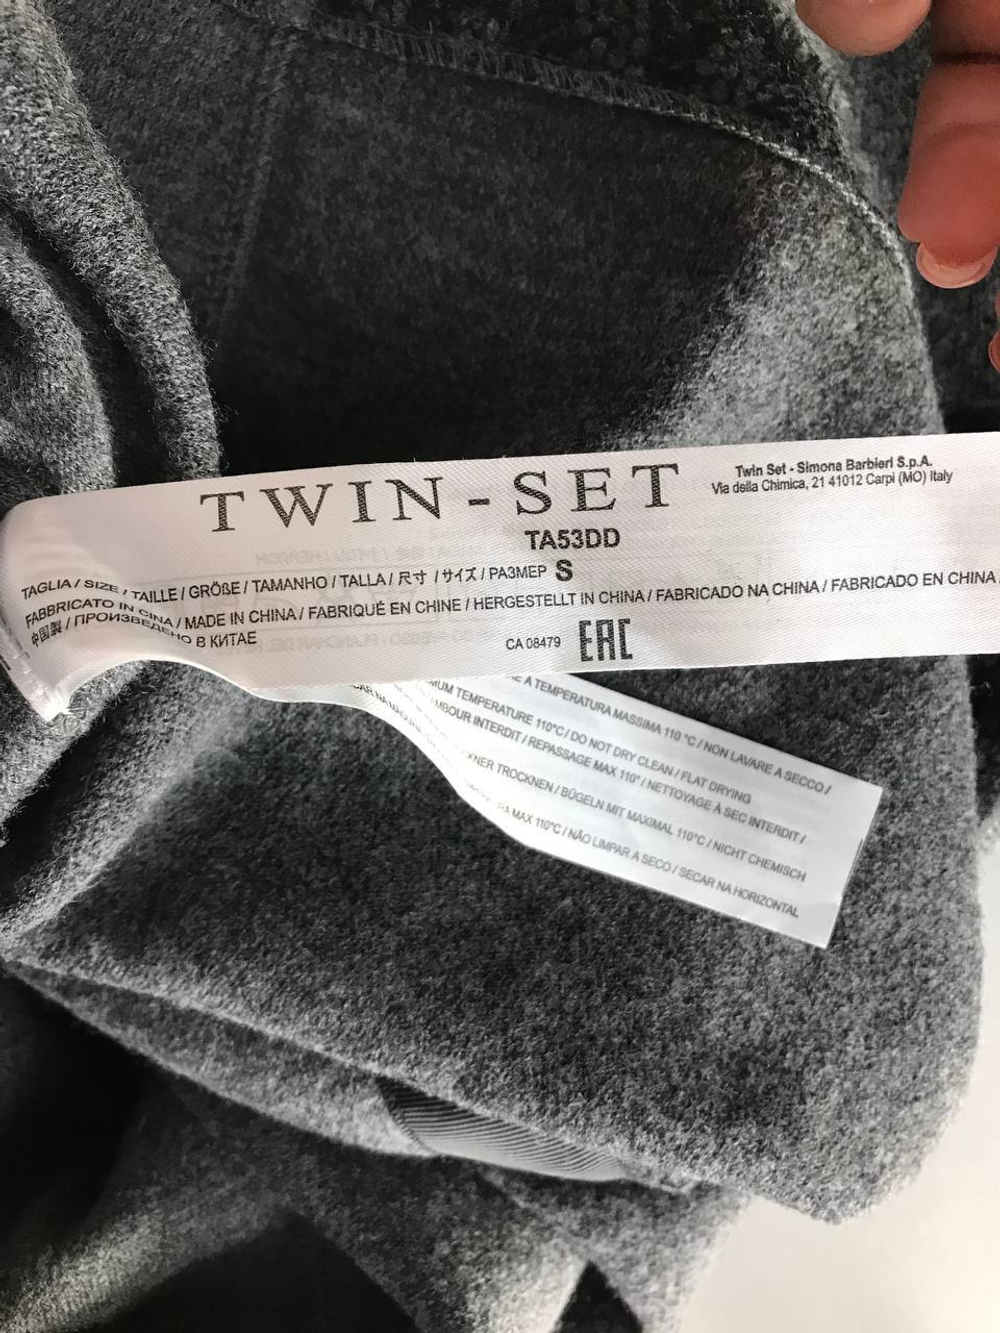 TWIN-SET
Twin Set - Simona Barbieri S.p.A.
Via della Chimica, 21 41012 Carpi (MO) Italy
TA53DD
TAGLIA / SIZE / TAILLE / GRÖßE / TAMANHO / TALLA / 尺寸 / サイズ / РАЗМЕР S
FABBRICATO IN CINA / MADE IN CHINA / FABRIQUÉ EN CHINE / HERGESTELLT IN CHINA / FABRICADO NA CHINA / FABRICADO EN CHINA
中国製 / ПРОИЗВЕДЕНО В КИТАЕ
CA 08479 EAC
A TEMPERATURA MASSIMA 110 °C / NON LAVARE A SECCO /
TEMPERATURE 110°C / DO NOT DRY CLEAN / FLAT DRYING
INTERDIT / REPASSAGE MAX 110° / NETTOYAGE À SEC INTERDIT /
TROCKNEN / BÜGELN MIT MAXIMAL 110°C / NICHT CHEMISCH
MAX 110°C / NÃO LIMPAR A SECO / SECAR NA HORIZONTAL